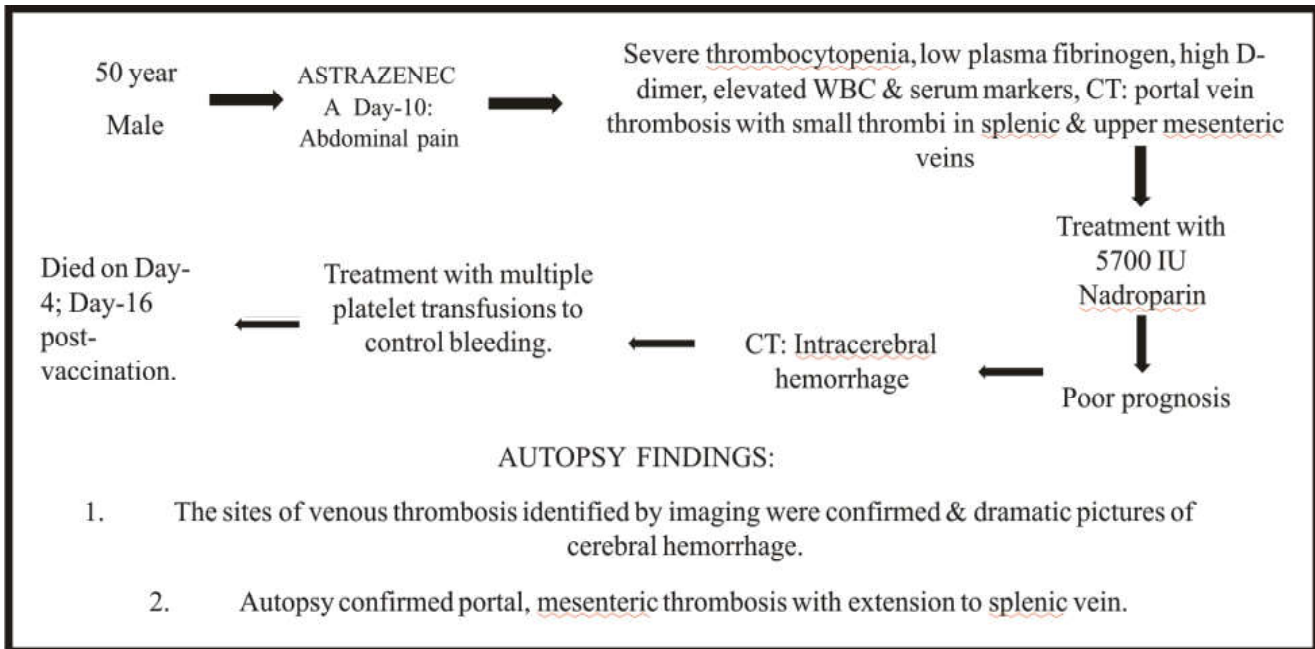 50 year
Male
ASTRAZENEC
A Day-10:
Abdominal pain
Severe thrombocytopenia, low plasma fibrinogen, high D-
dimer, elevated WBC & serum markers, CT: portal vein
thrombosis with small thrombi in splenic & upper mesenteric
veins
Treatment with
5700 IU
Nadroparin
Poor prognosis
CT: Intracerebral
hemorrhage
Treatment with multiple
platelet transfusions to
control bleeding.
Died on Day-
4; Day-16
post-
vaccination.
AUTOPSY FINDINGS:
1. The sites of venous thrombosis identified by imaging were confirmed & dramatic pictures of
cerebral hemorrhage.
2. Autopsy confirmed portal, mesenteric thrombosis with extension to splenic vein.